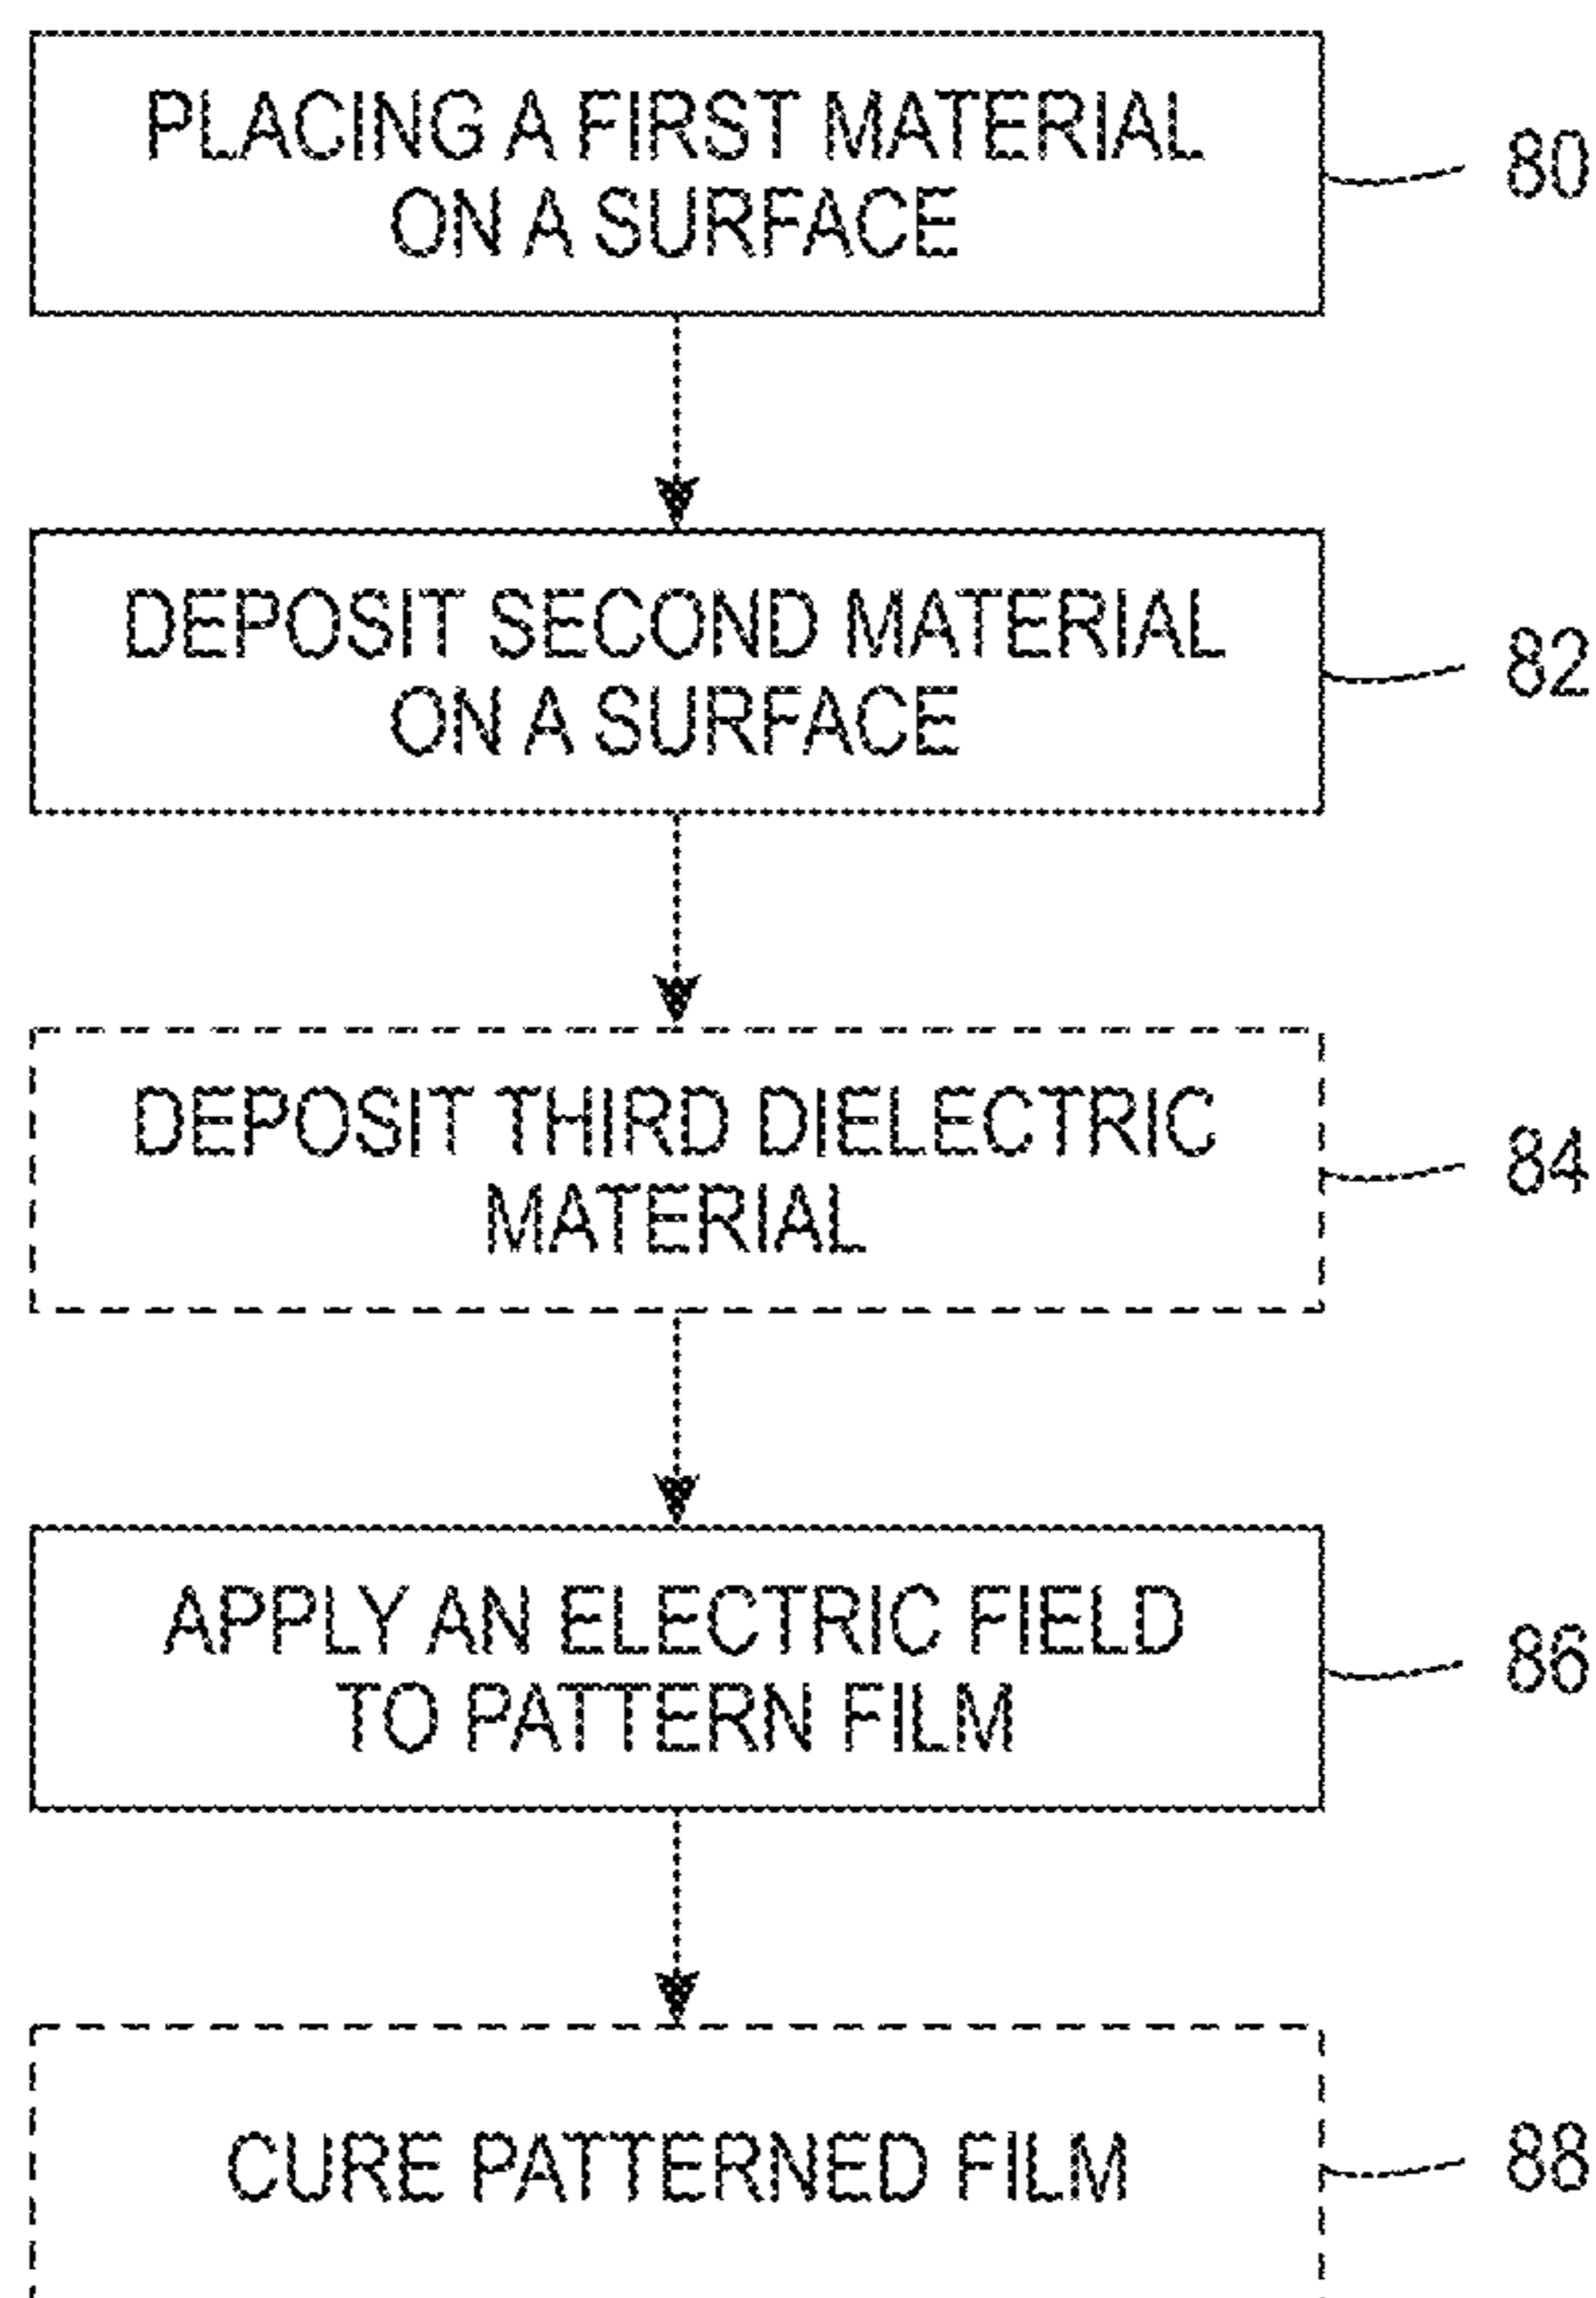 PLACING A FIRST MATERIAL
ON A SURFACE
80
DEPOSIT SECOND MATERIAL
ON A SURFACE
82
DEPOSIT THIRD DIELECTRIC
MATERIAL
84
APPLY AN ELECTRIC FIELD
TO PATTERN FILM
86
CURE PATTERNED FILM
88